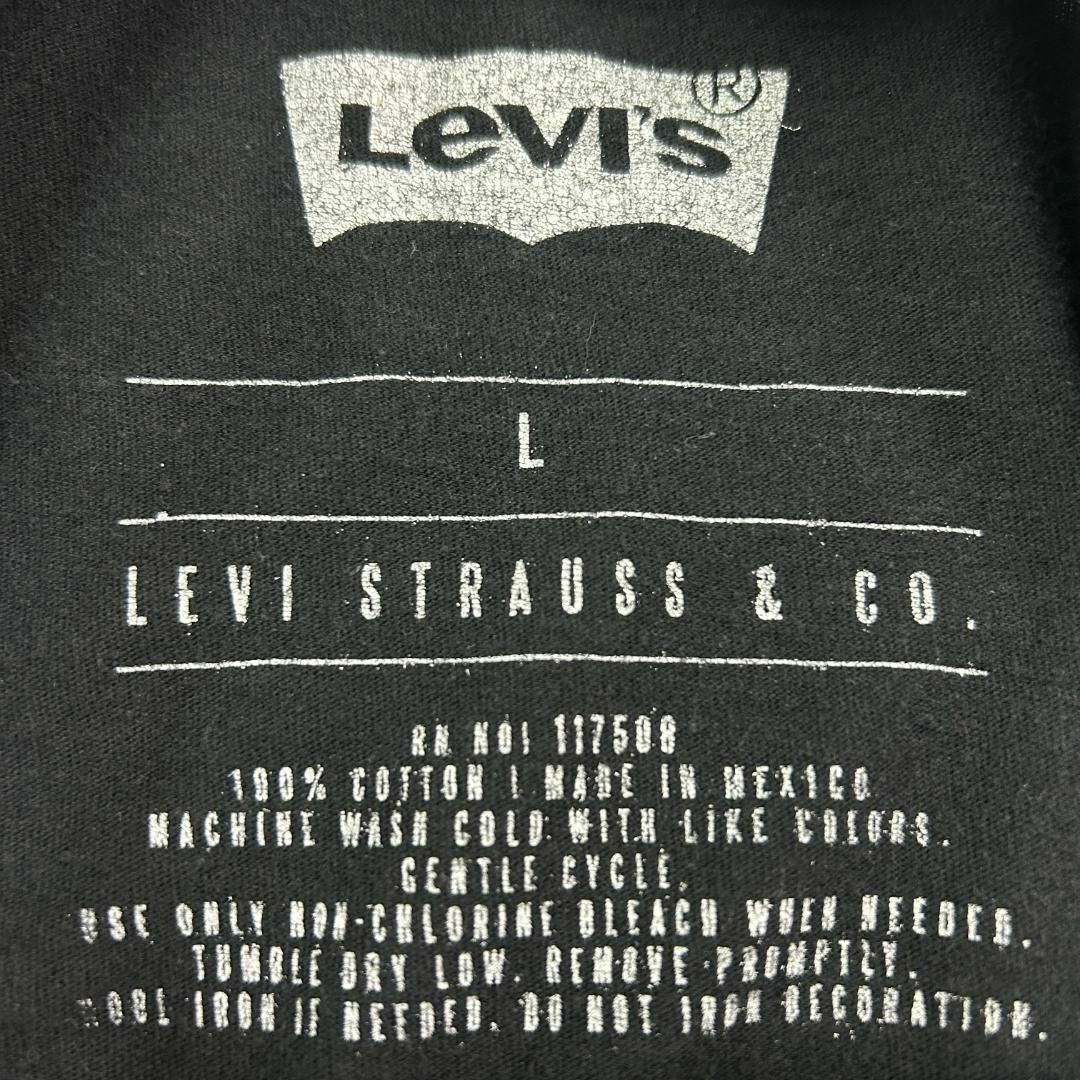 Levi's ®
L
LEVI STRAUSS & CO.
RN NO: 117508
100% COTTON | MADE IN MEXICO
MACHINE WASH COLD WITH LIKE COLORS.
GENTLE CYCLE.
USE ONLY NON-CHLORINE BLEACH WHEN NEEDED.
TUMBLE DRY LOW. REMOVE PROMPTLY.
COOL IRON IF NEEDED. DO NOT IRON DECORATION.